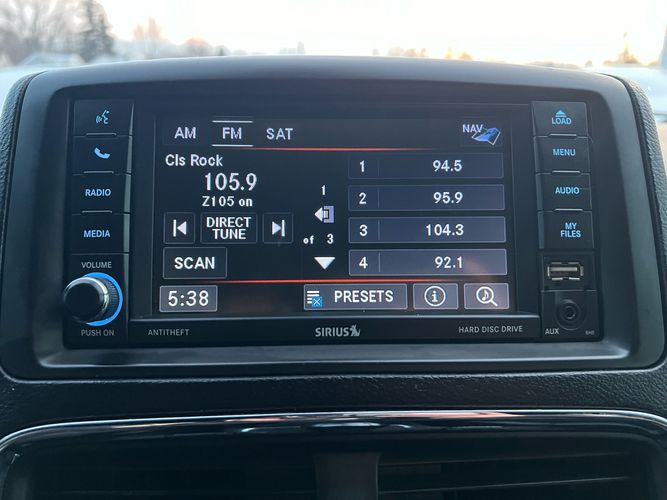 AM FM SAT
NAV
Cls Rock
105.9
Z105 on
DIRECT
TUNE
SCAN
5:38
1
of 3
1 94.5
2 95.9
3 104.3
4 92.1
PRESETS
RADIO
MEDIA
VOLUME
PUSH ON
LOAD
MENU
AUDIO
MY
FILES
AUX
RHB
ANTITHEFT
SIRIUS
HARD DISC DRIVE